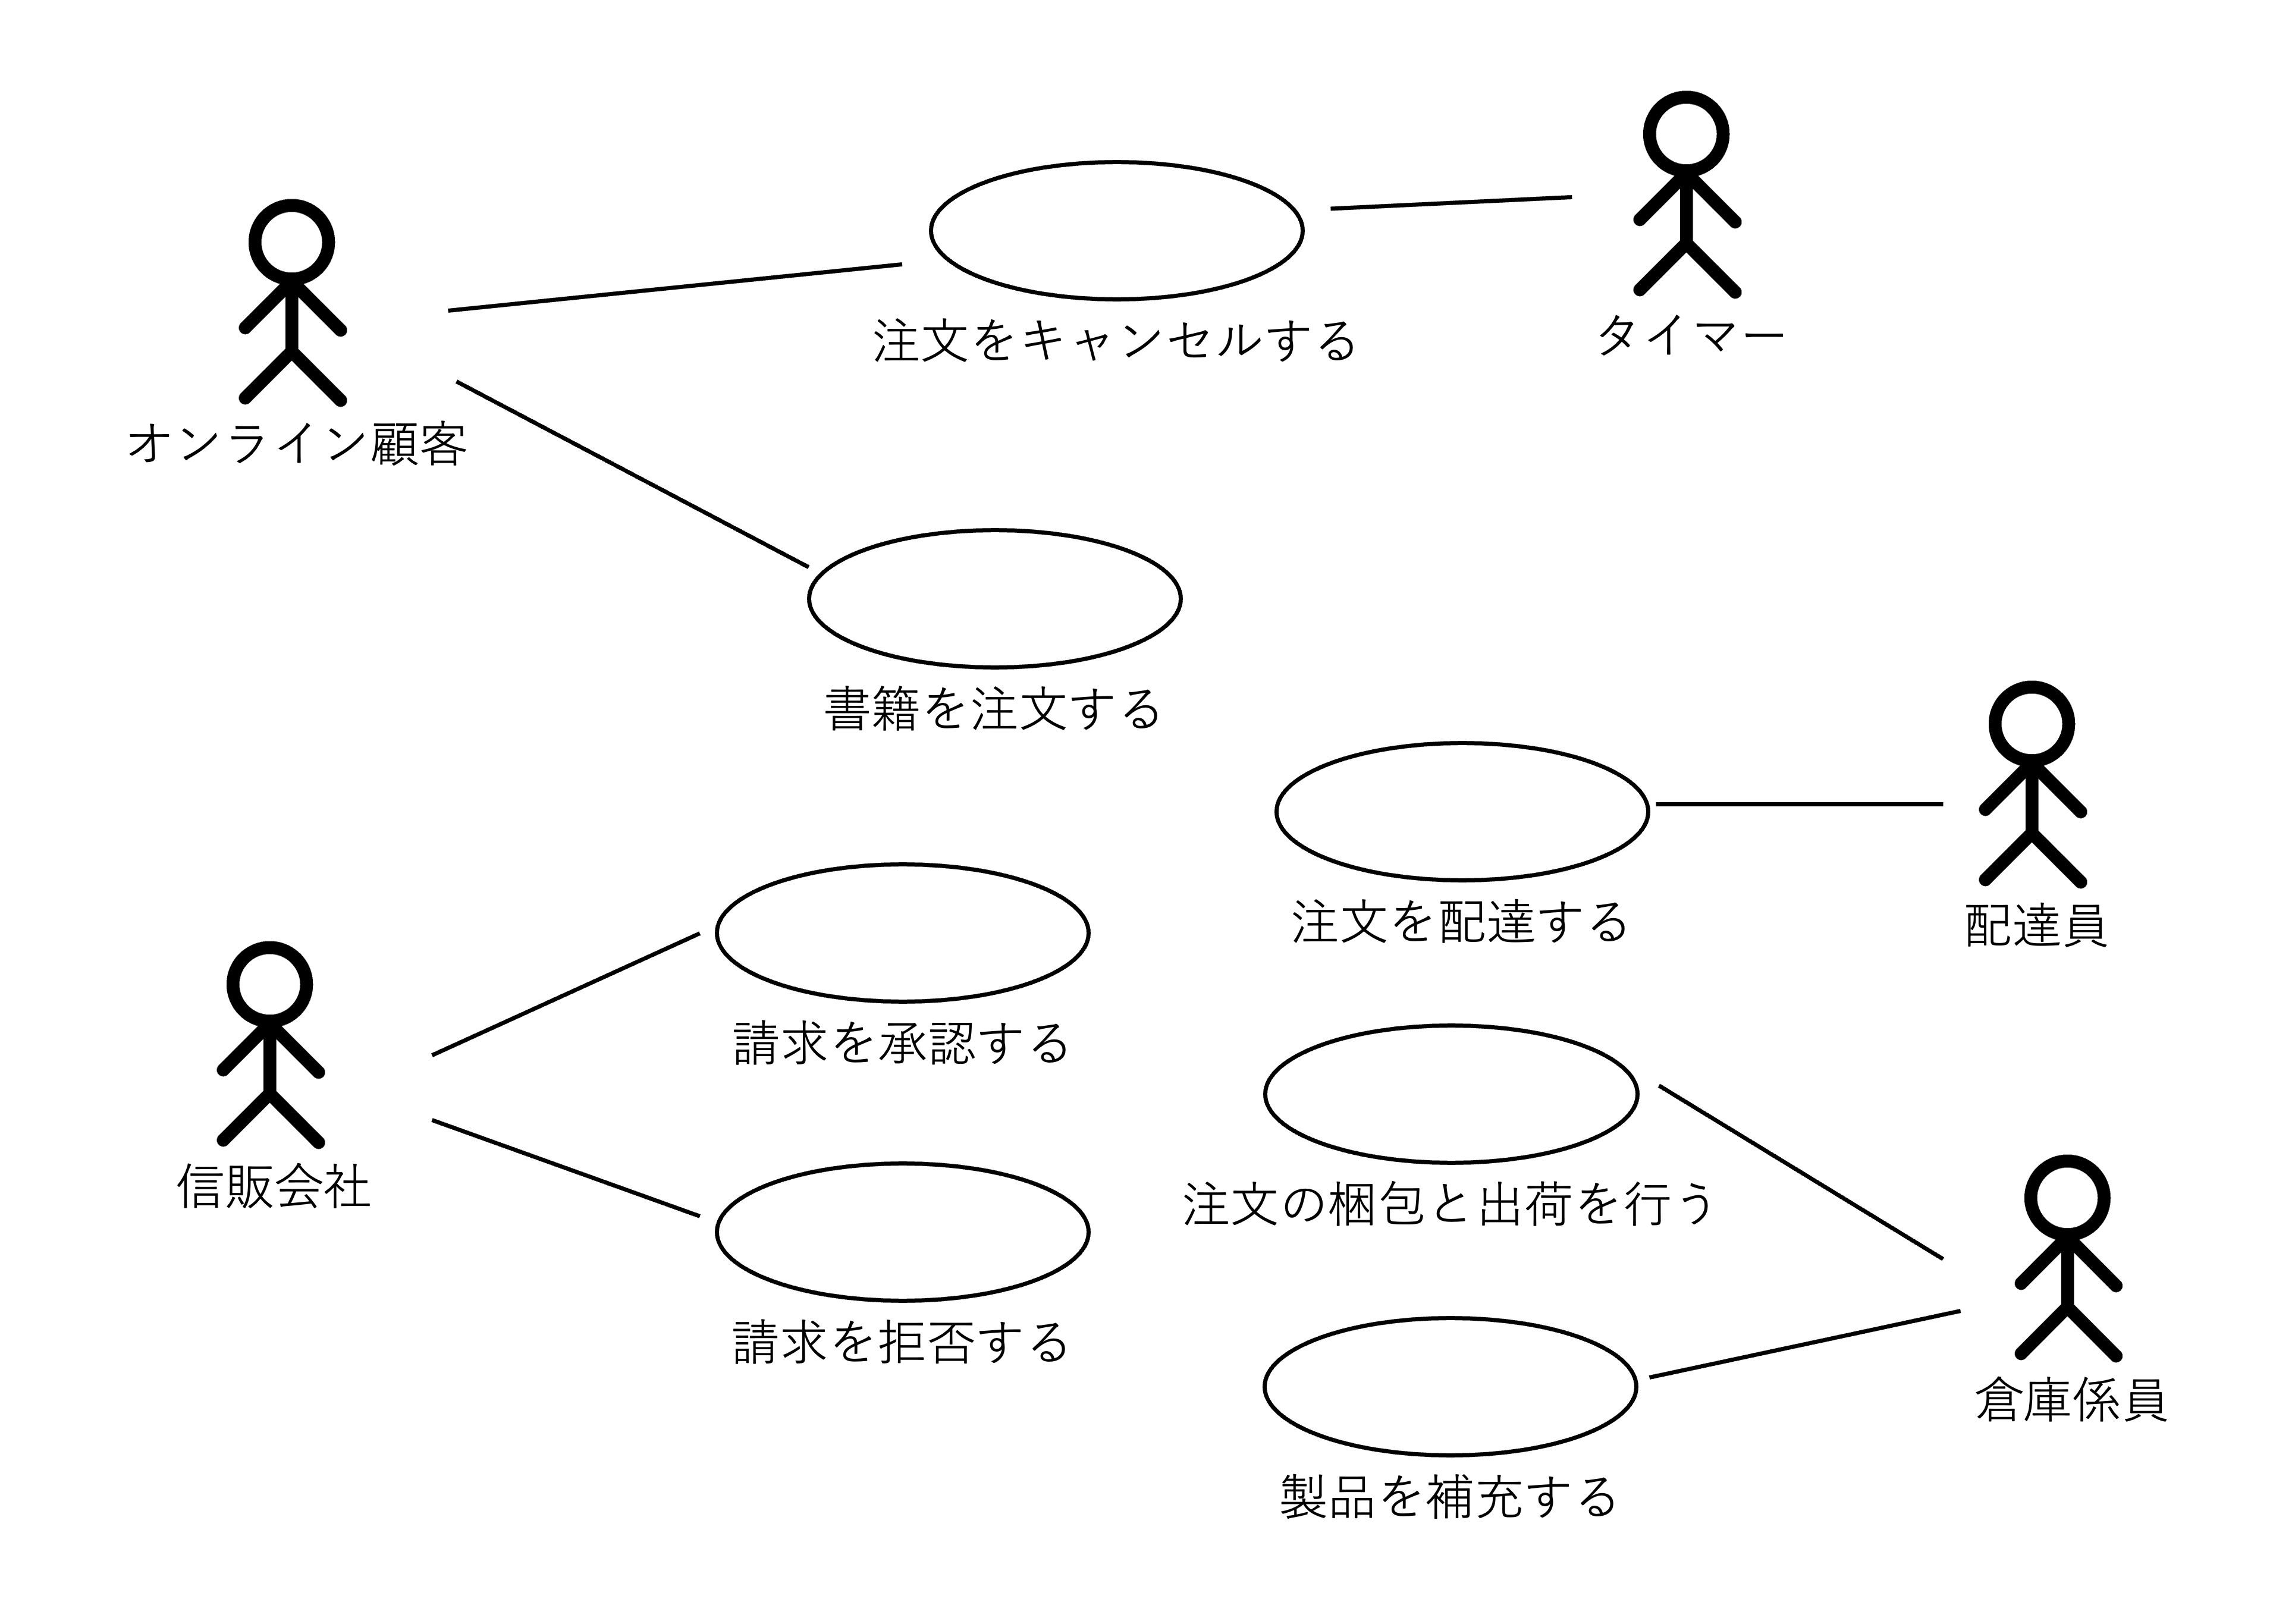 タイマー
注文をキャンセルする
オンライン顧客
書籍を注文する
注文を配達する
配達員
請求を承認する
信販会社
注文の梱包と出荷を行う
請求を拒否する
倉庫係員
製品を補充する